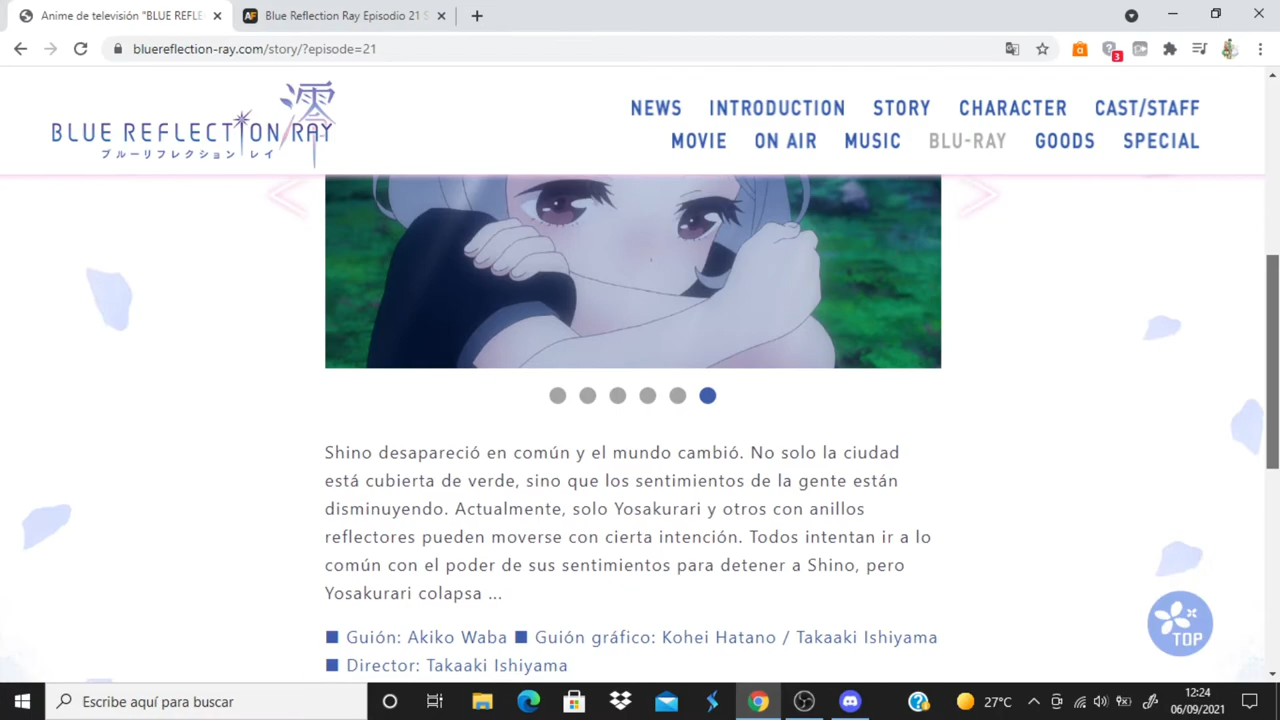 Anime de televisión "BLUE REFLE
Blue Reflection Ray Episodio 21 S
bluereflection-ray.com/story/?episode=21
3
澪
BLUE REFLECTION RAY
ブルーリフレクション レイ
NEWS INTRODUCTION STORY CHARACTER CAST/STAFF
MOVIE ON AIR MUSIC BLU-RAY GOODS SPECIAL
Shino desapareció en común y el mundo cambió. No solo la ciudad
está cubierta de verde, sino que los sentimientos de la gente están
disminuyendo. Actualmente, solo Yosakurari y otros con anillos
reflectores pueden moverse con cierta intención. Todos intentan ir a lo
común con el poder de sus sentimientos para detener a Shino, pero
Yosakurari colapsa ...
■ Guión: Akiko Waba ■ Guión gráfico: Kohei Hatano / Takaaki Ishiyama
■ Director: Takaaki Ishiyama
TOP
Escribe aquí para buscar
27°C
12:24
06/09/2021